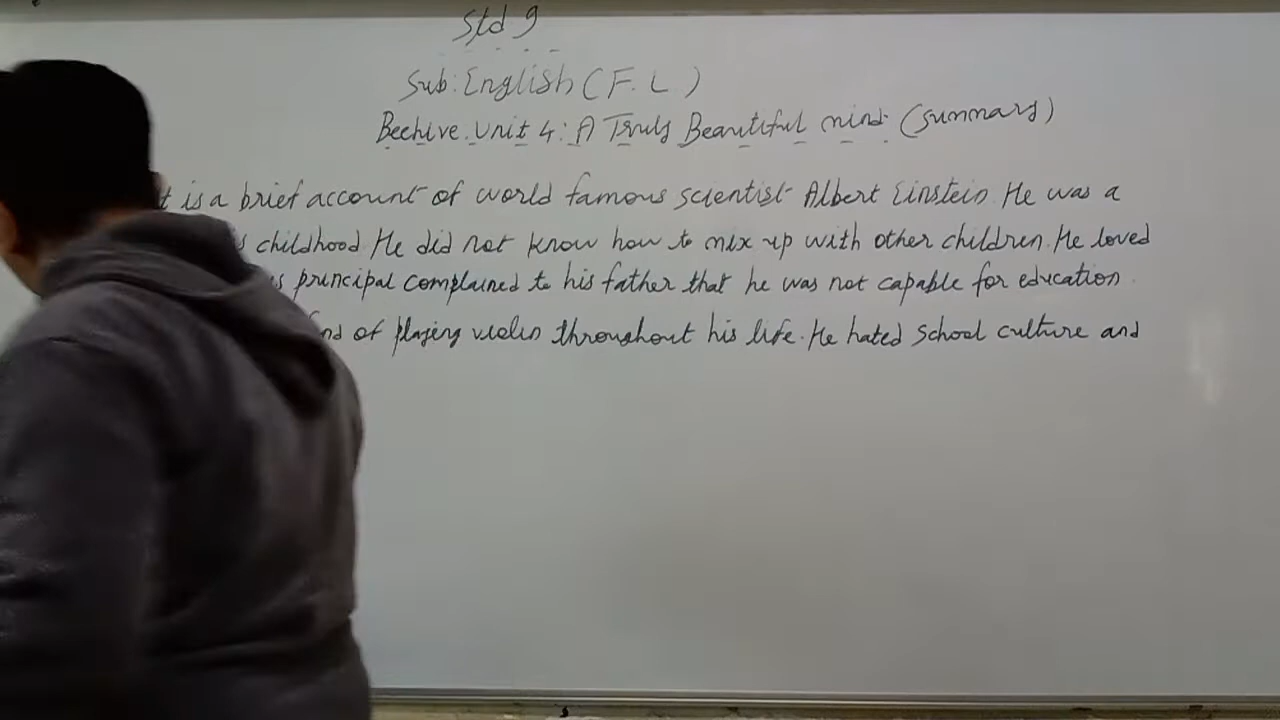 Std 9
Sub: English (F. L.)
Beehive. Unit 4: A Truly Beautiful mind. (summary)
is a brief account of world famous scientist Albert Einstein. He was a
childhood. He did not know how to mix up with other children. He loved
principal complained to his father that he was not capable for education.
of playing violin throughout his life. He hated school culture and